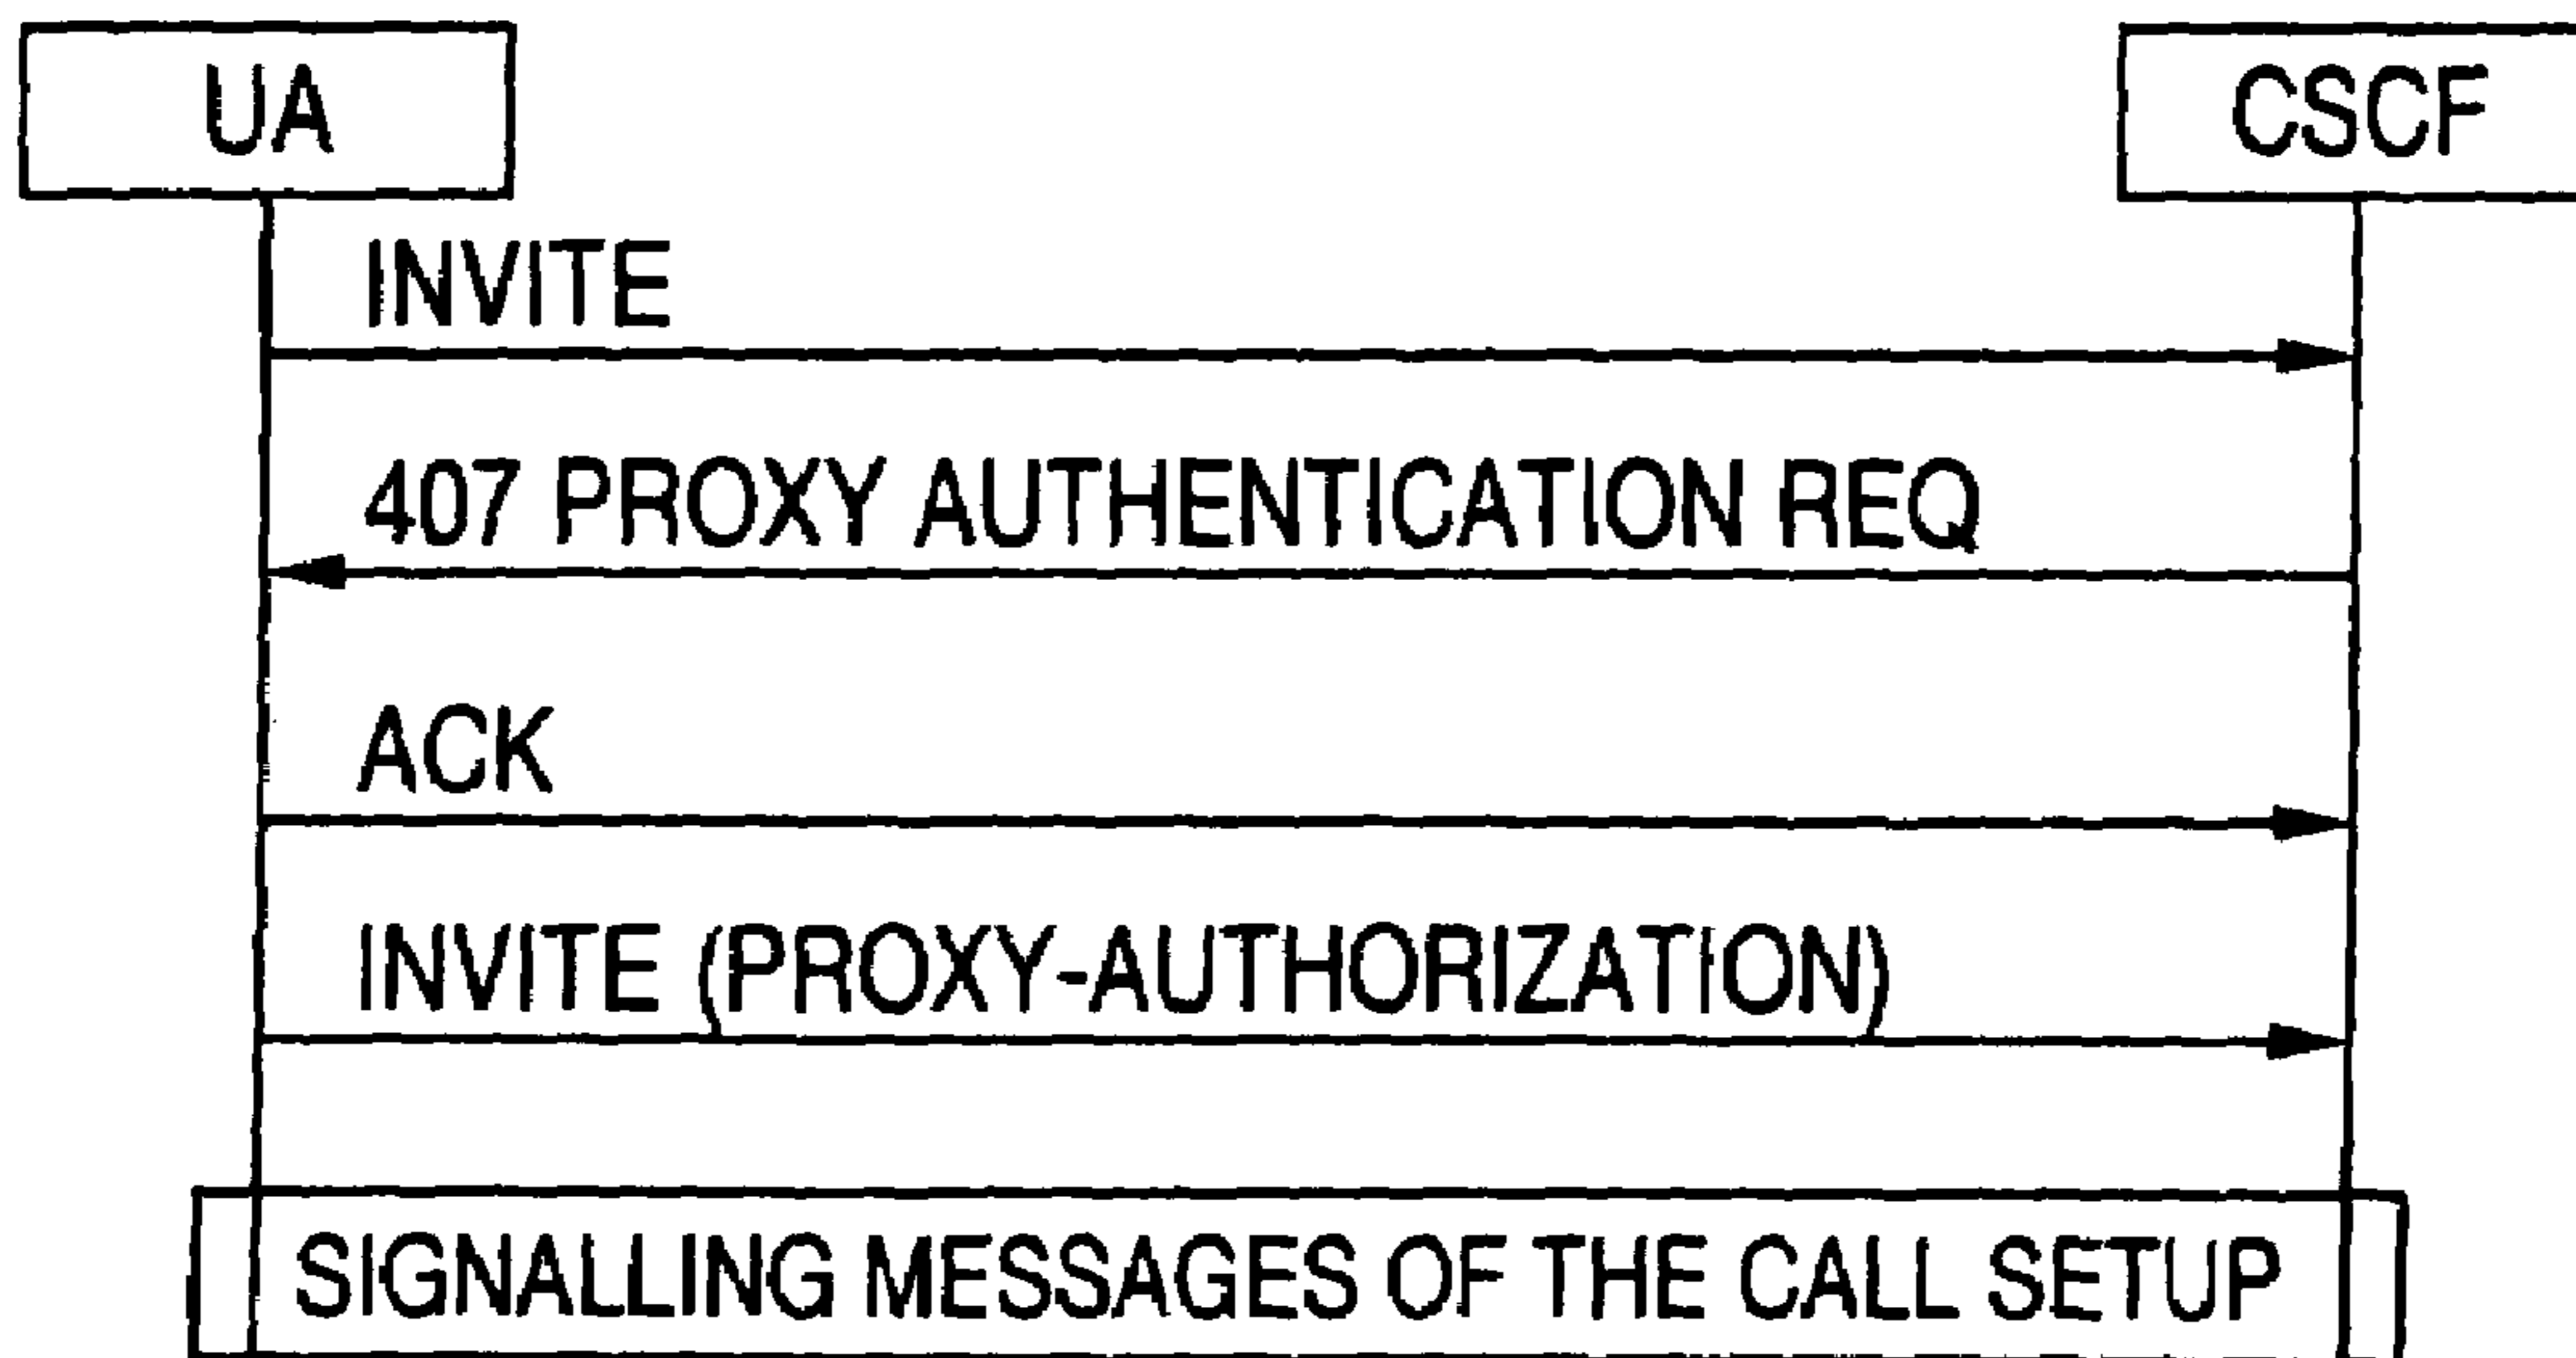 UA
CSCF
INVITE
407 PROXY AUTHENTICATION REQ
ACK
INVITE (PROXY-AUTHORIZATION)
SIGNALLING MESSAGES OF THE CALL SETUP